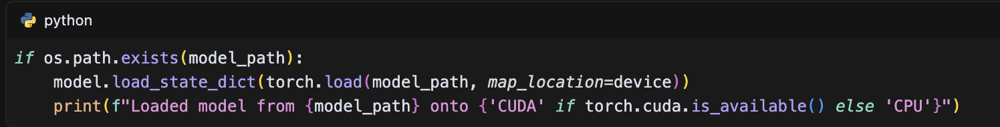 python
if os.path.exists(model_path):
    model.load_state_dict(torch.load(model_path, map_location=device))
    print(f"Loaded model from {model_path} onto {'CUDA' if torch.cuda.is_available() else 'CPU'}")